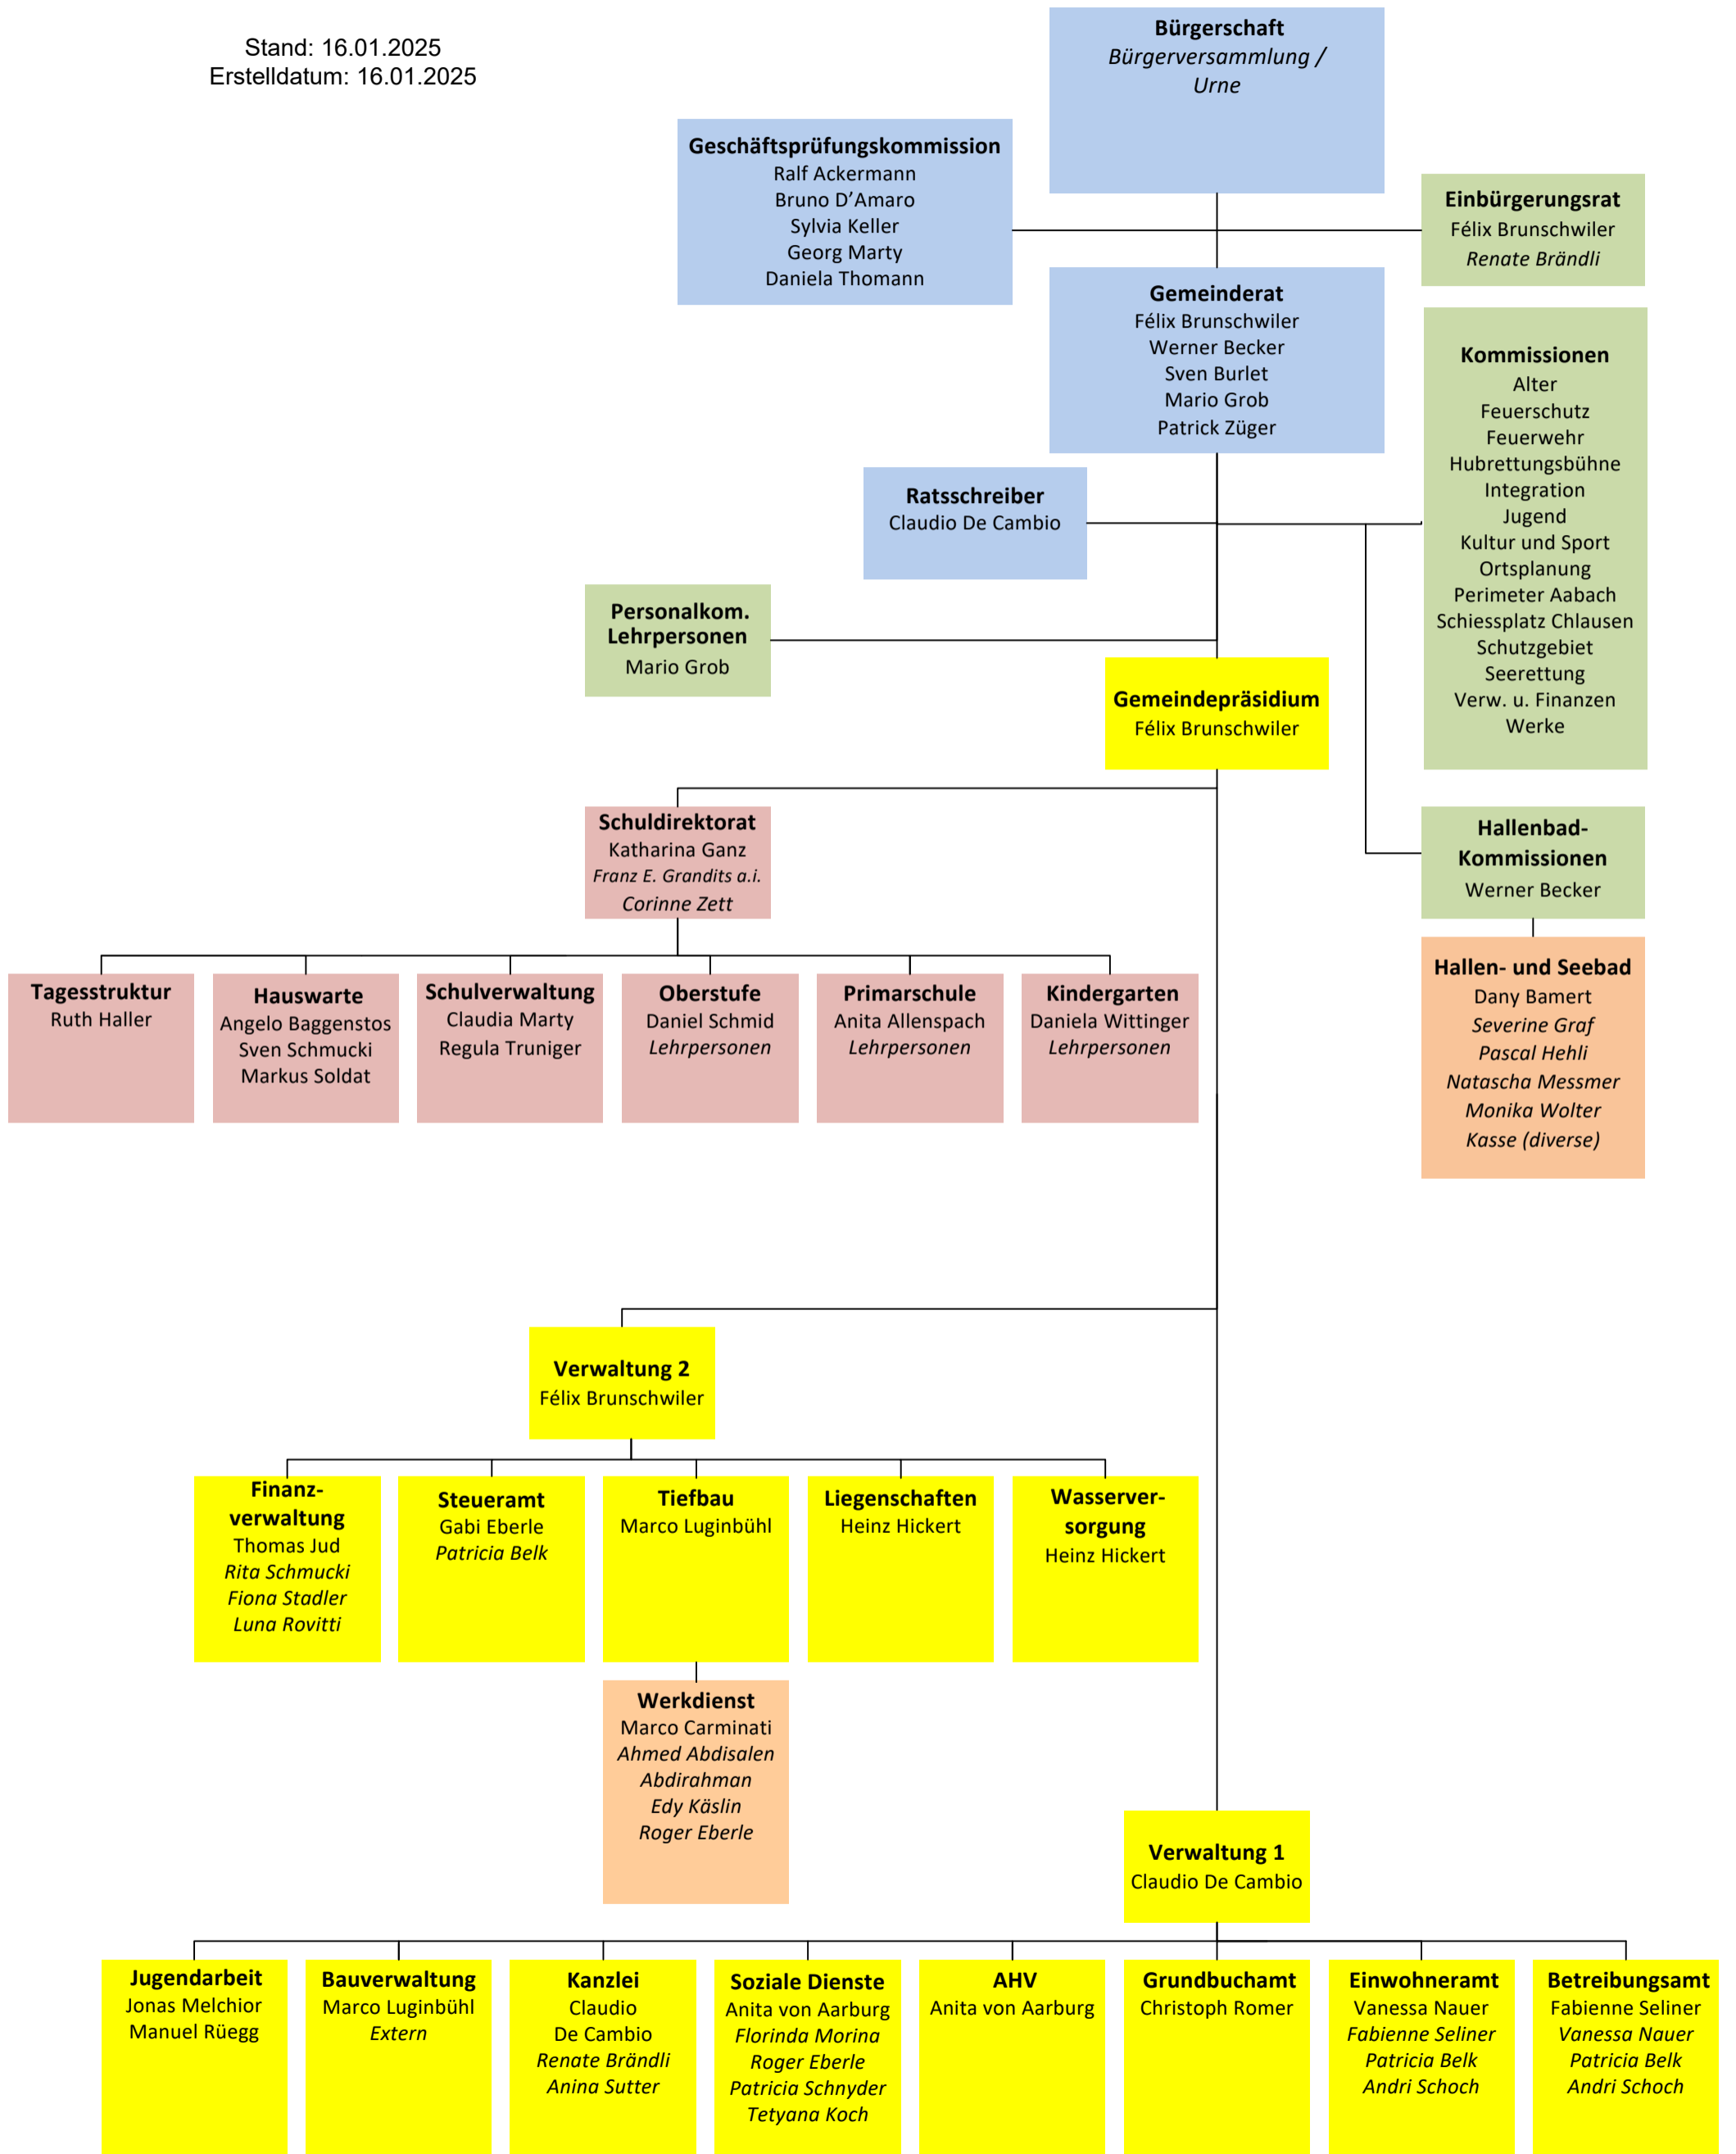 Stand: 16.01.2025
Erstelldatum: 16.01.2025
Bürgerschaft
Bürgerversammlung /
Urne
Geschäftsprüfungskommission
Ralf Ackermann
Bruno D’Amaro
Sylvia Keller
Georg Marty
Daniela Thomann
Einbürgerungsrat
Félix Brunschwiler
Renate Brändli
Gemeinderat
Félix Brunschwiler
Werner Becker
Sven Burlet
Mario Grob
Patrick Züger
Kommissionen
Alter
Feuerschutz
Feuerwehr
Hubrettungsbühne
Integration
Jugend
Kultur und Sport
Ortsplanung
Perimeter Aabach
Schiessplatz Chlausen
Schutzgebiet
Seerettung
Verw. u. Finanzen
Werke
Ratsschreiber
Claudio De Cambio
Personalkom.
Lehrpersonen
Mario Grob
Gemeindepräsidium
Félix Brunschwiler
Schuldirektorat
Katharina Ganz
Franz E. Grandits a.i.
Corinne Zett
Hallenbad-
Kommissionen
Werner Becker
Hallen- und Seebad
Dany Bamert
Severine Graf
Pascal Hehli
Natascha Messmer
Monika Wolter
Kasse (diverse)
Tagesstruktur
Ruth Haller
Hauswarte
Angelo Baggenstos
Sven Schmucki
Markus Soldat
Schulverwaltung
Claudia Marty
Regula Truniger
Oberstufe
Daniel Schmid
Lehrpersonen
Primarschule
Anita Allenspach
Lehrpersonen
Kindergarten
Daniela Wittinger
Lehrpersonen
Verwaltung 2
Félix Brunschwiler
Finanz-
verwaltung
Thomas Jud
Rita Schmucki
Fiona Stadler
Luna Rovitti
Steueramt
Gabi Eberle
Patricia Belk
Tiefbau
Marco Luginbühl
Liegenschaften
Heinz Hickert
Wasserver-
sorgung
Heinz Hickert
Werkdienst
Marco Carminati
Ahmed Abdisalen
Abdirahman
Edy Käslin
Roger Eberle
Verwaltung 1
Claudio De Cambio
Jugendarbeit
Jonas Melchior
Manuel Rüegg
Bauverwaltung
Marco Luginbühl
Extern
Kanzlei
Claudio
De Cambio
Renate Brändli
Anina Sutter
Soziale Dienste
Anita von Aarburg
Florinda Morina
Roger Eberle
Patricia Schnyder
Tetyana Koch
AHV
Anita von Aarburg
Grundbuchamt
Christoph Romer
Einwohneramt
Vanessa Nauer
Fabienne Seliner
Patricia Belk
Andri Schoch
Betreibungsamt
Fabienne Seliner
Vanessa Nauer
Patricia Belk
Andri Schoch